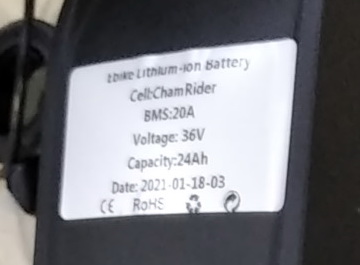 Ebike Lithium-ion Battery
Cell:ChamRider
BMS:20A
Voltage: 36V
Capacity:24Ah
Date: 2021-01-18-03
CE RoHS